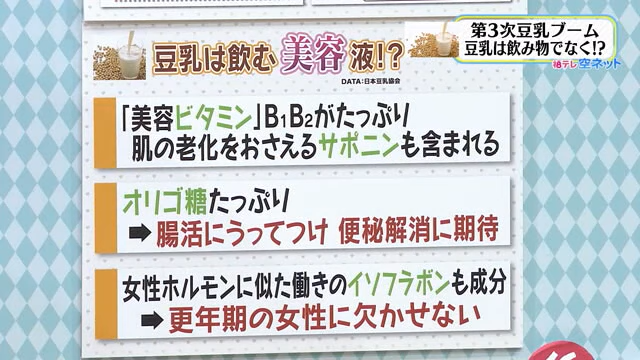 第3次豆乳ブーム
豆乳は飲み物でなく!?
空ネット
豆乳は飲む美容液!?
DATA:日本豆乳協会
「美容ビタミン」B1B2がたっぷり
肌の老化をおさえるサポニンも含まれる
オリゴ糖たっぷり
➡腸活にうってつけ 便秘解消に期待
女性ホルモンに似た働きのイソフラボンも成分
➡更年期の女性に欠かせない